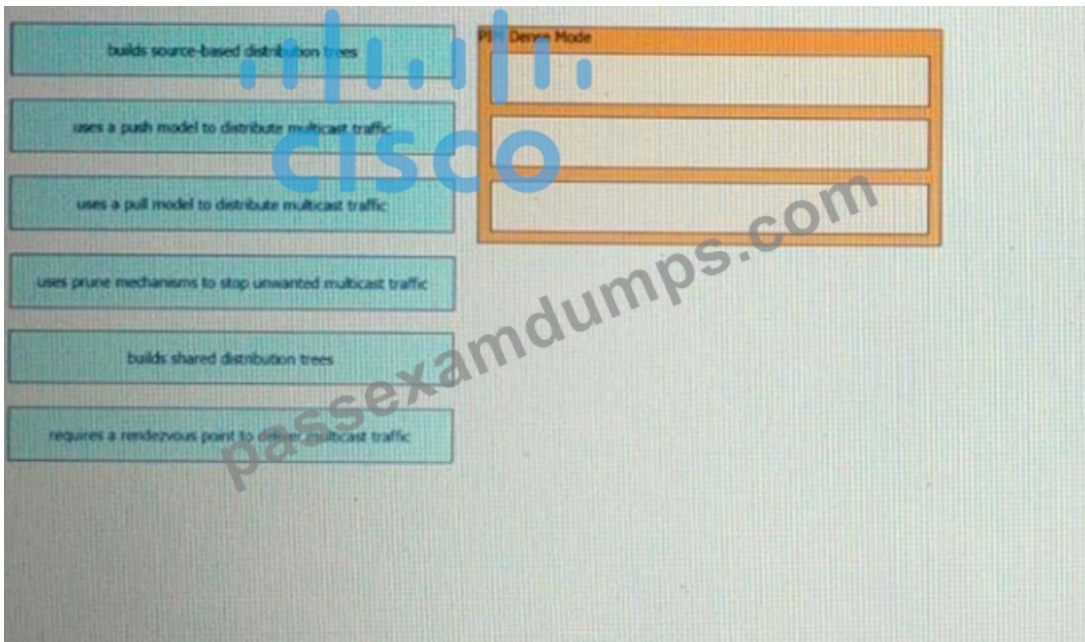 builds source-based distribution trees
uses a push model to distribute multicast traffic
uses a pull model to distribute multicast traffic
uses prune mechanisms to stop unwanted multicast traffic
builds shared distribution trees
requires a rendezvous point to deliver multicast traffic
PIM Dense Mode
CISCO
passexamdumps.com